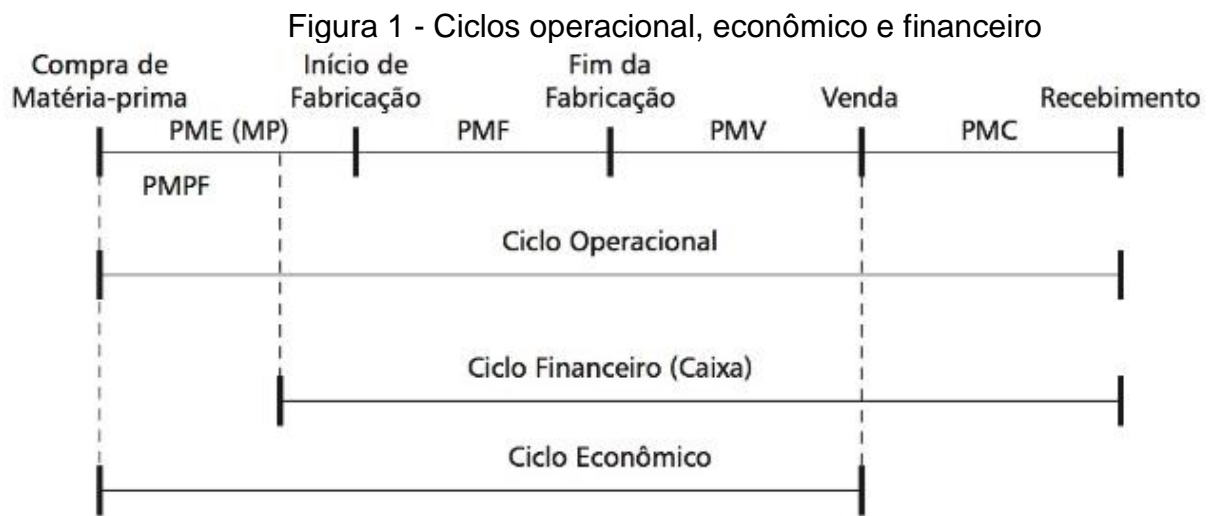 Figura 1 - Ciclos operacional, econômico e financeiro
Compra de
Matéria-prima
Início de
Fabricação
Fim da
Fabricação
Venda
Recebimento
PME (MP)
PMF
PMV
PMC
PMPF
Ciclo Operacional
Ciclo Financeiro (Caixa)
Ciclo Econômico